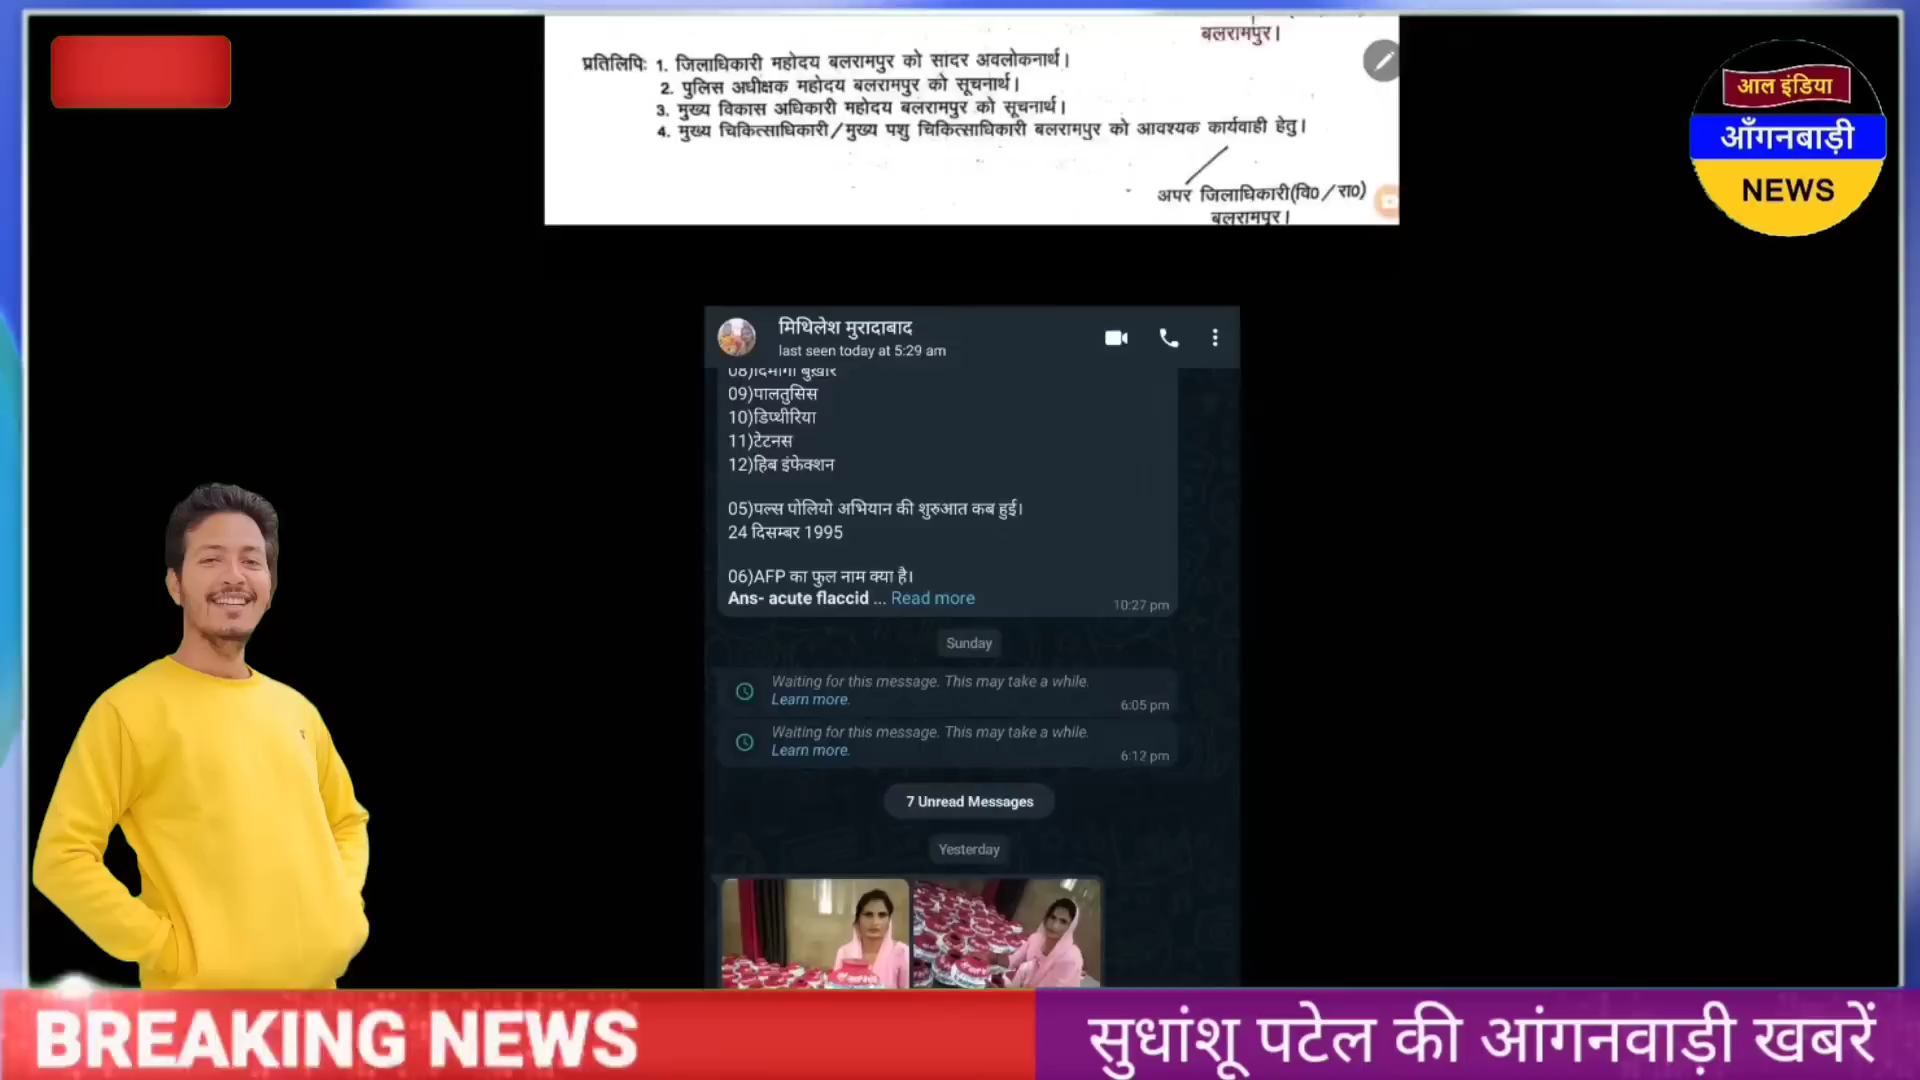 बलरामपुर।
प्रतिलिपिः 1. जिलाधिकारी महोदय बलरामपुर को सादर अवलोकनार्थ।
2. पुलिस अधीक्षक महोदय बलरामपुर को सूचनार्थ।
3. मुख्य विकास अधिकारी महोदय बलरामपुर को सूचनार्थ।
4. मुख्य चिकित्साधिकारी/मुख्य पशु चिकित्साधिकारी बलरामपुर को आवश्यक कार्यवाही हेतु।
अपर जिलाधिकारी(वि0/रा0)
बलरामपुर।
आल इंडिया
आँगनबाड़ी
NEWS
मिथिलेश मुरादाबाद
last seen today at 5:29 am
08)दिमागी बुखार
09)पालतुसिस
10)डिप्थीरिया
11)टेटनस
12)हिब इंफेक्शन
05)पल्स पोलियो अभियान की शुरुआत कब हुई।
24 दिसम्बर 1995
06)AFP का फुल नाम क्या है।
Ans- acute flaccid ... Read more
10:27 pm
Sunday
Waiting for this message. This may take a while.
Learn more.
6:05 pm
Waiting for this message. This may take a while.
Learn more.
6:12 pm
7 Unread Messages
Yesterday
BREAKING NEWS
सुधांशू पटेल की आंगनवाड़ी खबरें